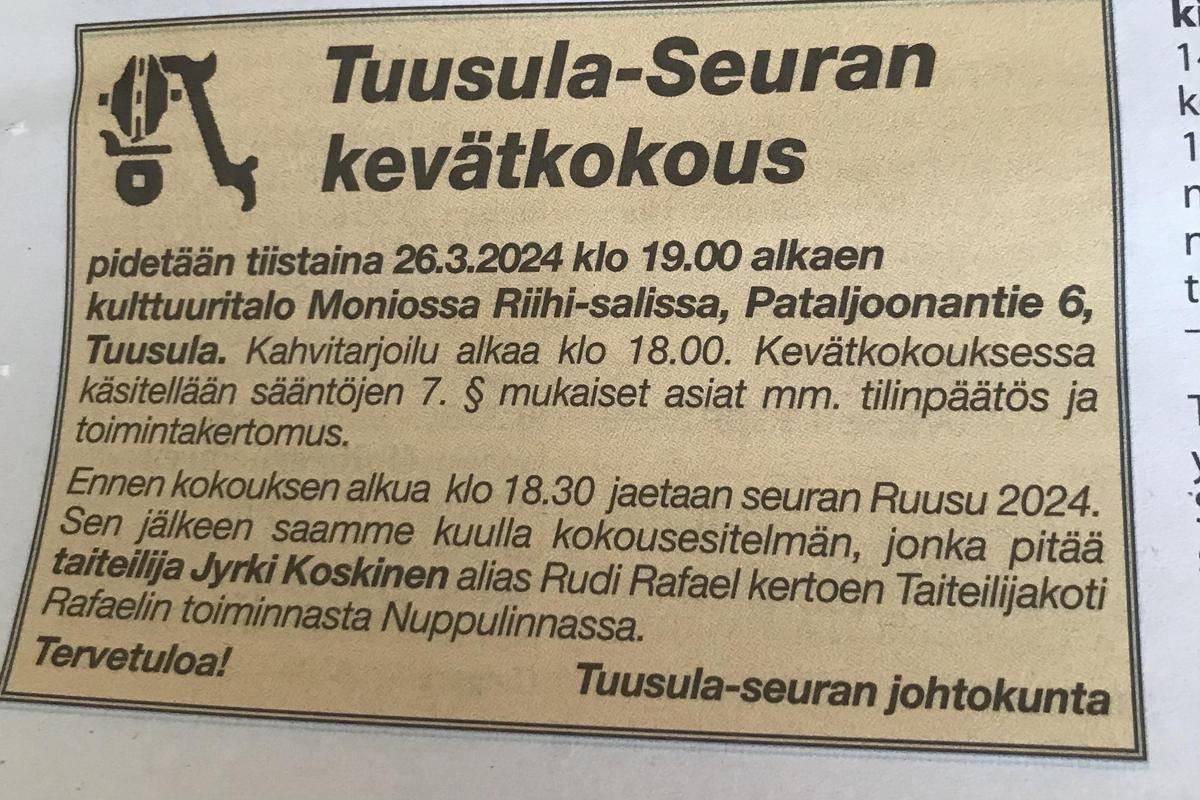 Tuusula-Seuran
kevätkokous
pidetään tiistaina 26.3.2024 klo 19.00 alkaen
kulttuuritalo Moniossa Riihi-salissa, Pataljoonantie 6,
Tuusula. Kahvitarjoilu alkaa klo 18.00. Kevätkokouksessa
käsitellään sääntöjen 7. § mukaiset asiat mm. tilinpäätös ja
toimintakertomus.
Ennen kokouksen alkua klo 18.30 jaetaan seuran Ruusu 2024.
Sen jälkeen saamme kuulla kokousesitelmän, jonka pitää
taiteilija Jyrki Koskinen alias Rudi Rafael kertoen Taiteilijakoti
Rafaelin toiminnasta Nuppulinnassa.
Tervetuloa!
Tuusula-seuran johtokunta